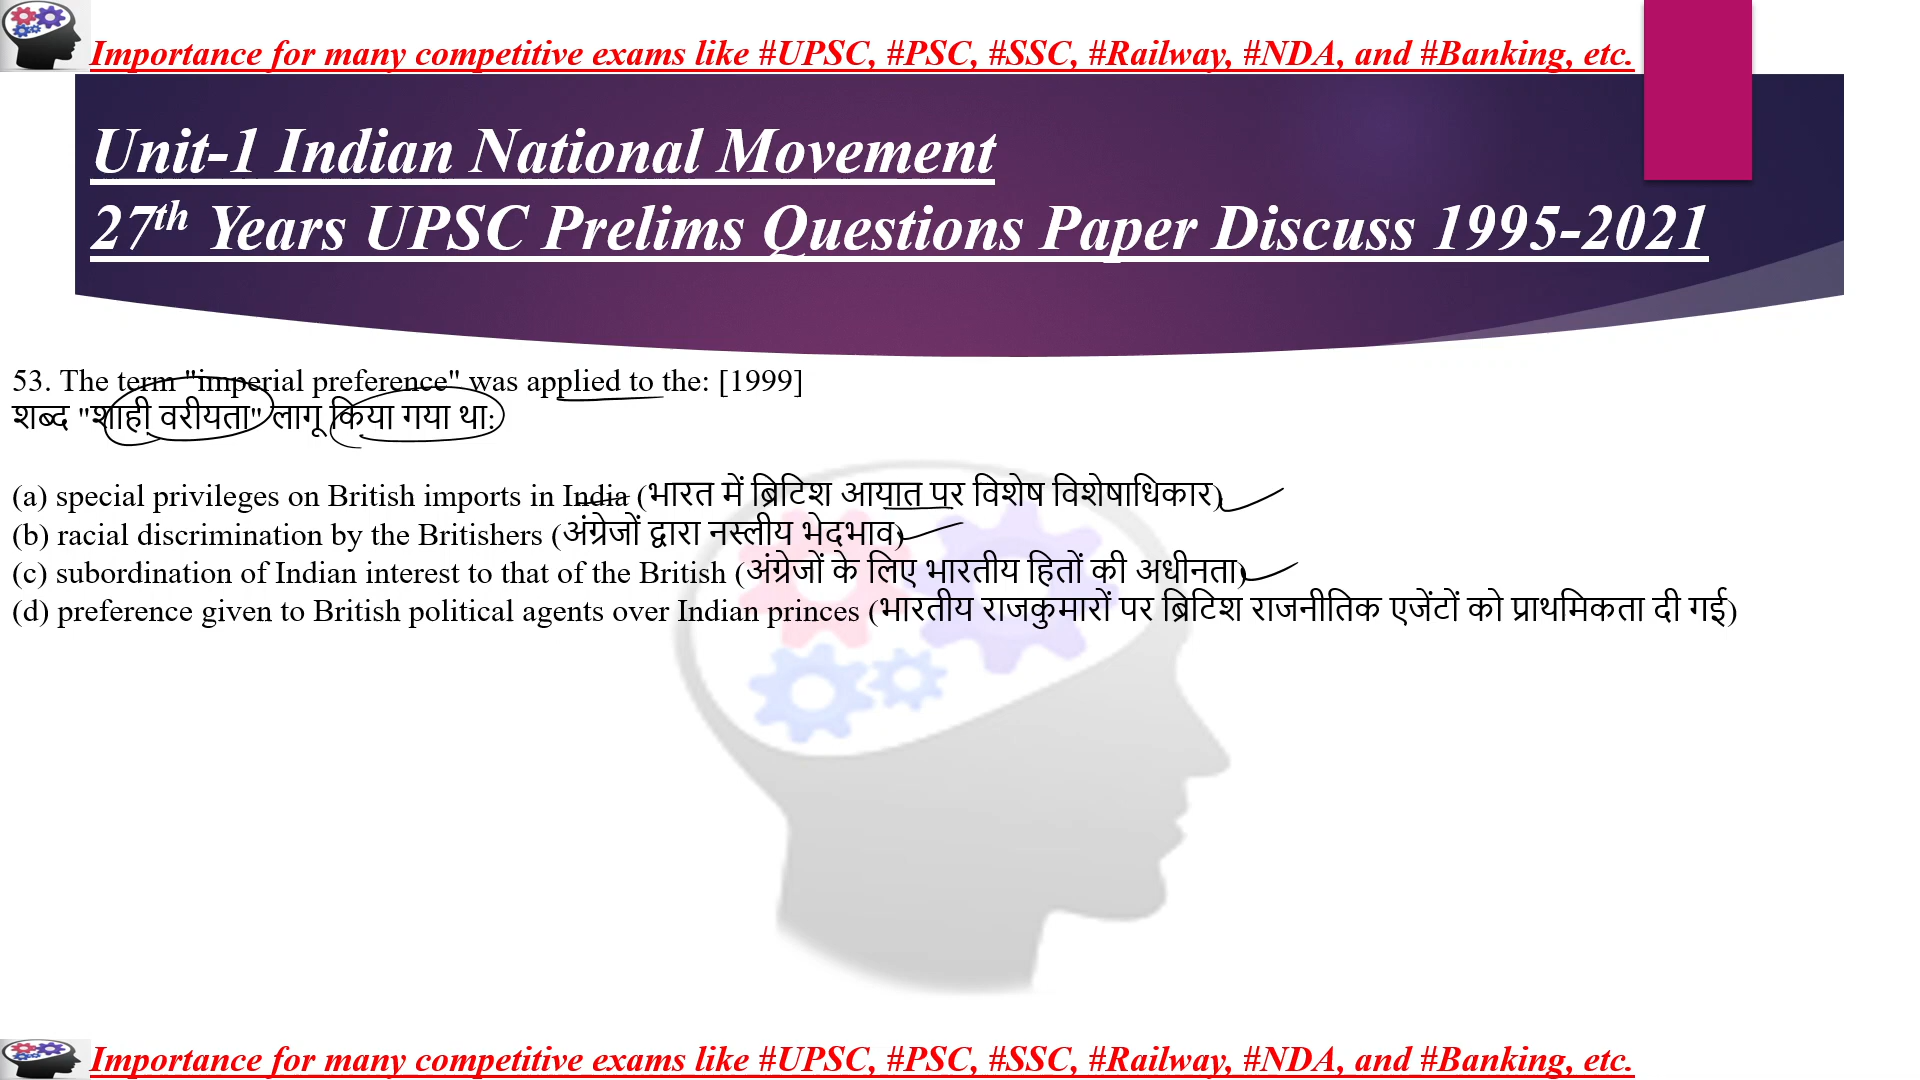 Importance for many competitive exams like #UPSC, #PSC, #SSC, #Railway, #NDA, and #Banking, etc.
Unit-1 Indian National Movement
27th Years UPSC Prelims Questions Paper Discuss 1995-2021
53. The term "imperial preference" was applied to the: [1999]
शब्द "शाही वरीयता" लागू किया गया था:
(a) special privileges on British imports in India (भारत में ब्रिटिश आयात पर विशेष विशेषाधिकार)
(b) racial discrimination by the Britishers (अंग्रेजों द्वारा नस्लीय भेदभाव)
(c) subordination of Indian interest to that of the British (अंग्रेजों के लिए भारतीय हितों की अधीनता)
(d) preference given to British political agents over Indian princes (भारतीय राजकुमारों पर ब्रिटिश राजनीतिक एजेंटों को प्राथमिकता दी गई)
Importance for many competitive exams like #UPSC, #PSC, #SSC, #Railway, #NDA, and #Banking, etc.